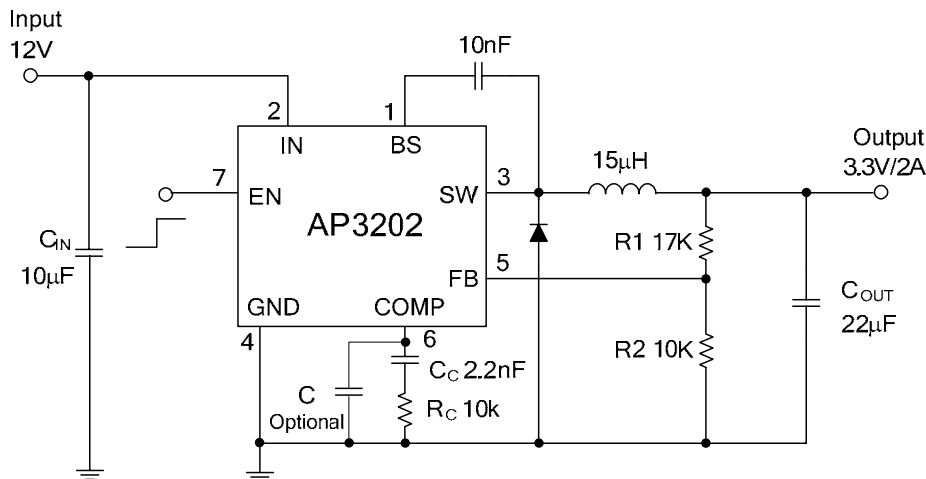 Input
12V
10nF
2
1
IN
BS
Output
3.3V/2A
15μH
7
EN
SW
3
AP3202
R1 17K
CIN
10μF
FB
5
GND
COMP
COUT
22μF
4
6
R2 10K
CC 2.2nF
C
Optional
RC 10k